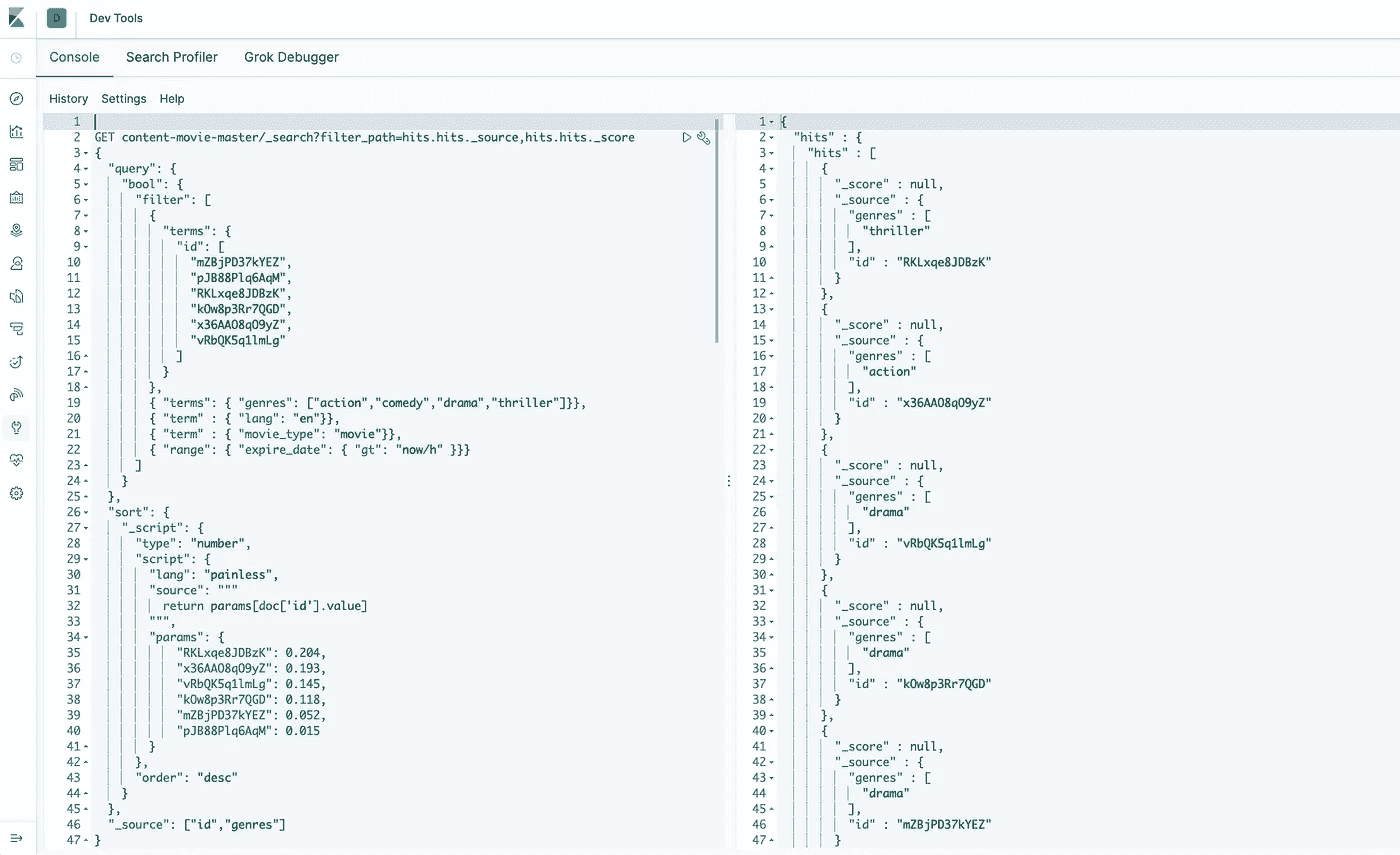 D
Dev Tools
Console
Search Profiler
Grok Debugger
History
Settings
Help
1
2 GET content-movie-master/_search?filter_path=hits.hits._source,hits.hits._score
3 {
4 "query": {
5 "bool": {
6 "filter": [
7 {
8 "terms": {
9 "id": [
10 "mZBjPD37kYEZ",
11 "pJB88Plq6AqM",
12 "RKLxqe8JDBzK",
13 "kOw8p3Rr7QGD",
14 "x36AAO8qO9yZ",
15 "vRbQK5q1lmLg"
16 ]
17 }
18 },
19 { "terms": { "genres": ["action","comedy","drama","thriller"]}},
20 { "term" : { "lang": "en"}},
21 { "term" : { "movie_type": "movie"}},
22 { "range": { "expire_date": { "gt": "now/h" }}}
23 ]
24 }
25 },
26 "sort": {
27 "_script": {
28 "type": "number",
29 "script": {
30 "lang": "painless",
31 "source": """
32 return params[doc['id'].value]
33 """,
34 "params": {
35 "RKLxqe8JDBzK": 0.204,
36 "x36AAO8qO9yZ": 0.193,
37 "vRbQK5q1lmLg": 0.145,
38 "kOw8p3Rr7QGD": 0.118,
39 "mZBjPD37kYEZ": 0.052,
40 "pJB88Plq6AqM": 0.015
41 }
42 },
43 "order": "desc"
44 }
45 },
46 "_source": ["id","genres"]
47 }
1 {
2 "hits" : {
3 "hits" : [
4 {
5 "_score" : null,
6 "_source" : {
7 "genres" : [
8 "thriller"
9 ],
10 "id" : "RKLxqe8JDBzK"
11 }
12 },
13 {
14 "_score" : null,
15 "_source" : {
16 "genres" : [
17 "action"
18 ],
19 "id" : "x36AAO8qO9yZ"
20 }
21 },
22 {
23 "_score" : null,
24 "_source" : {
25 "genres" : [
26 "drama"
27 ],
28 "id" : "vRbQK5q1lmLg"
29 }
30 },
31 {
32 "_score" : null,
33 "_source" : {
34 "genres" : [
35 "drama"
36 ],
37 "id" : "kOw8p3Rr7QGD"
38 }
39 },
40 {
41 "_score" : null,
42 "_source" : {
43 "genres" : [
44 "drama"
45 ],
46 "id" : "mZBjPD37kYEZ"
47 }